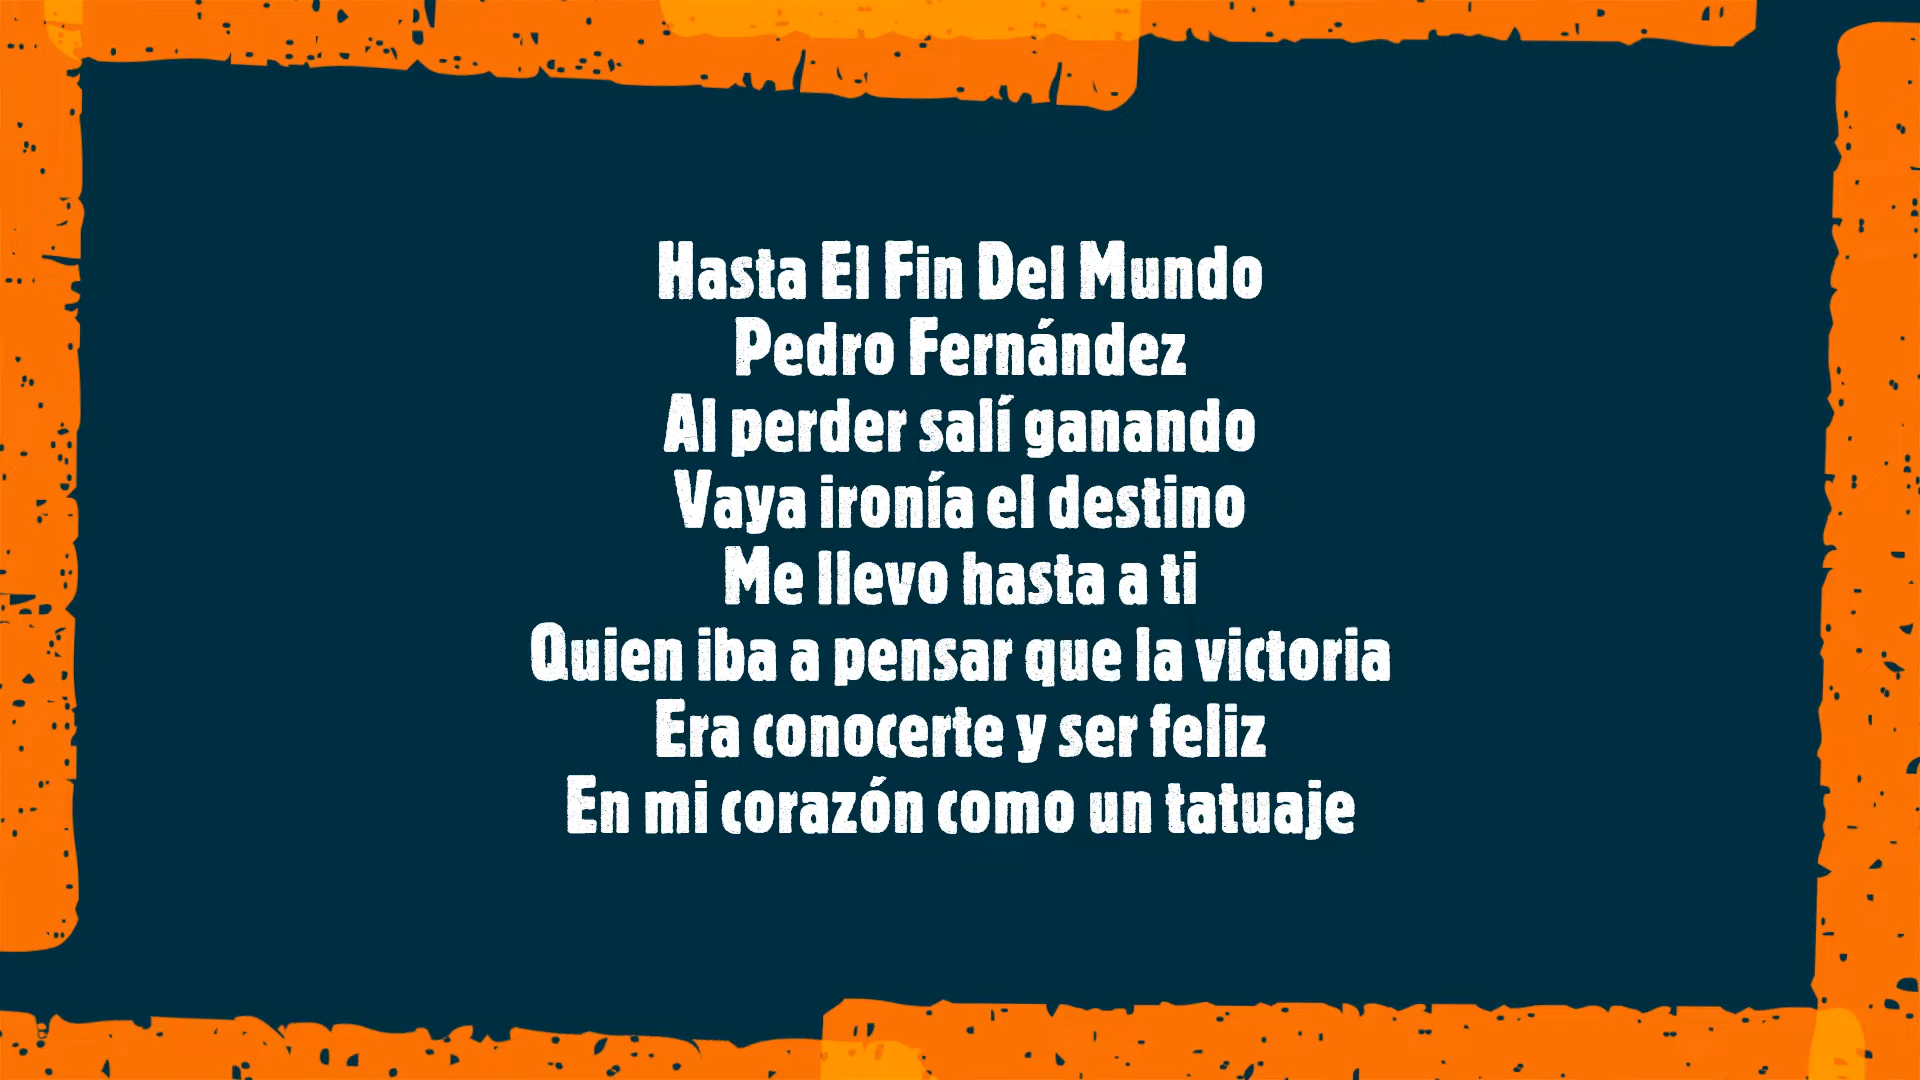 Hasta El Fin Del Mundo
Pedro Fernández
Al perder salí ganando
Vaya ironía el destino
Me llevo hasta a ti
Quien iba a pensar que la victoria
Era conocerte y ser feliz
En mi corazón como un tatuaje